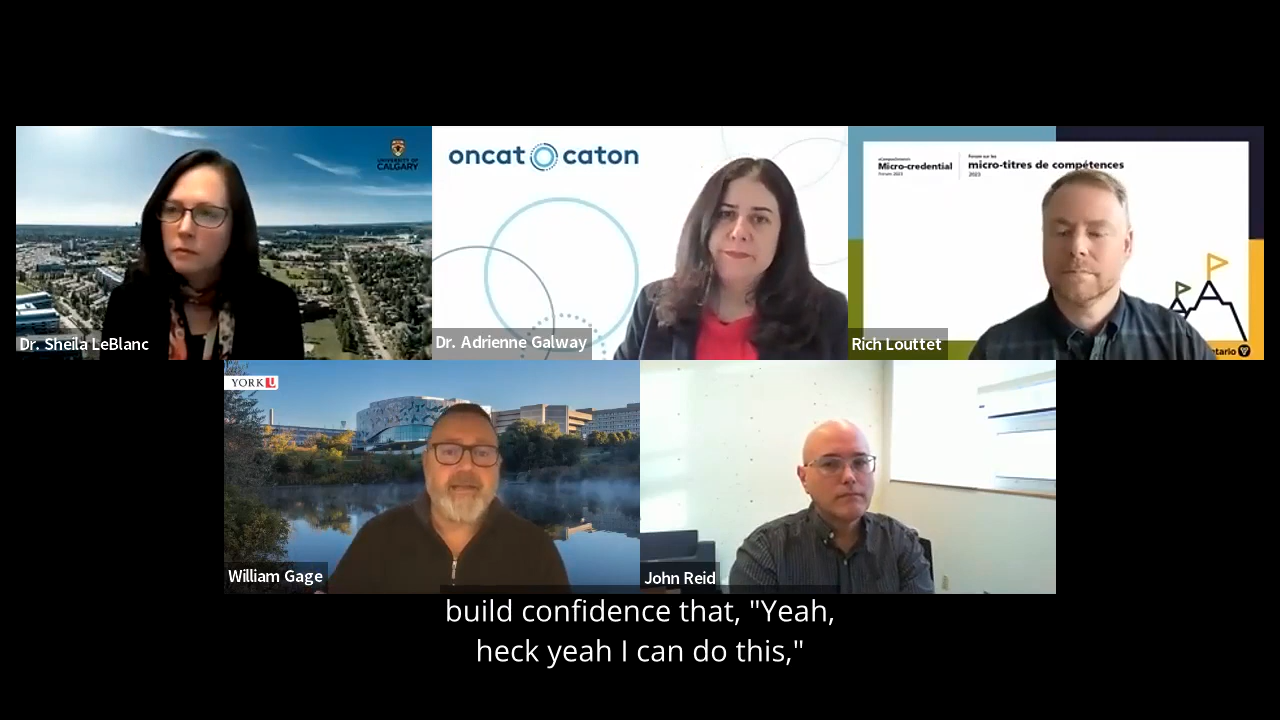 UNIVERSITY OF
CALGARY
Dr. Sheila LeBlanc
oncat caton
Dr. Adrienne Galway
Micro-credential
Forum 2023
Forum sur les
micro-titres de compétences
2023
Rich Louttet
YORK U
William Gage
John Reid
build confidence that, "Yeah,
heck yeah I can do this,"